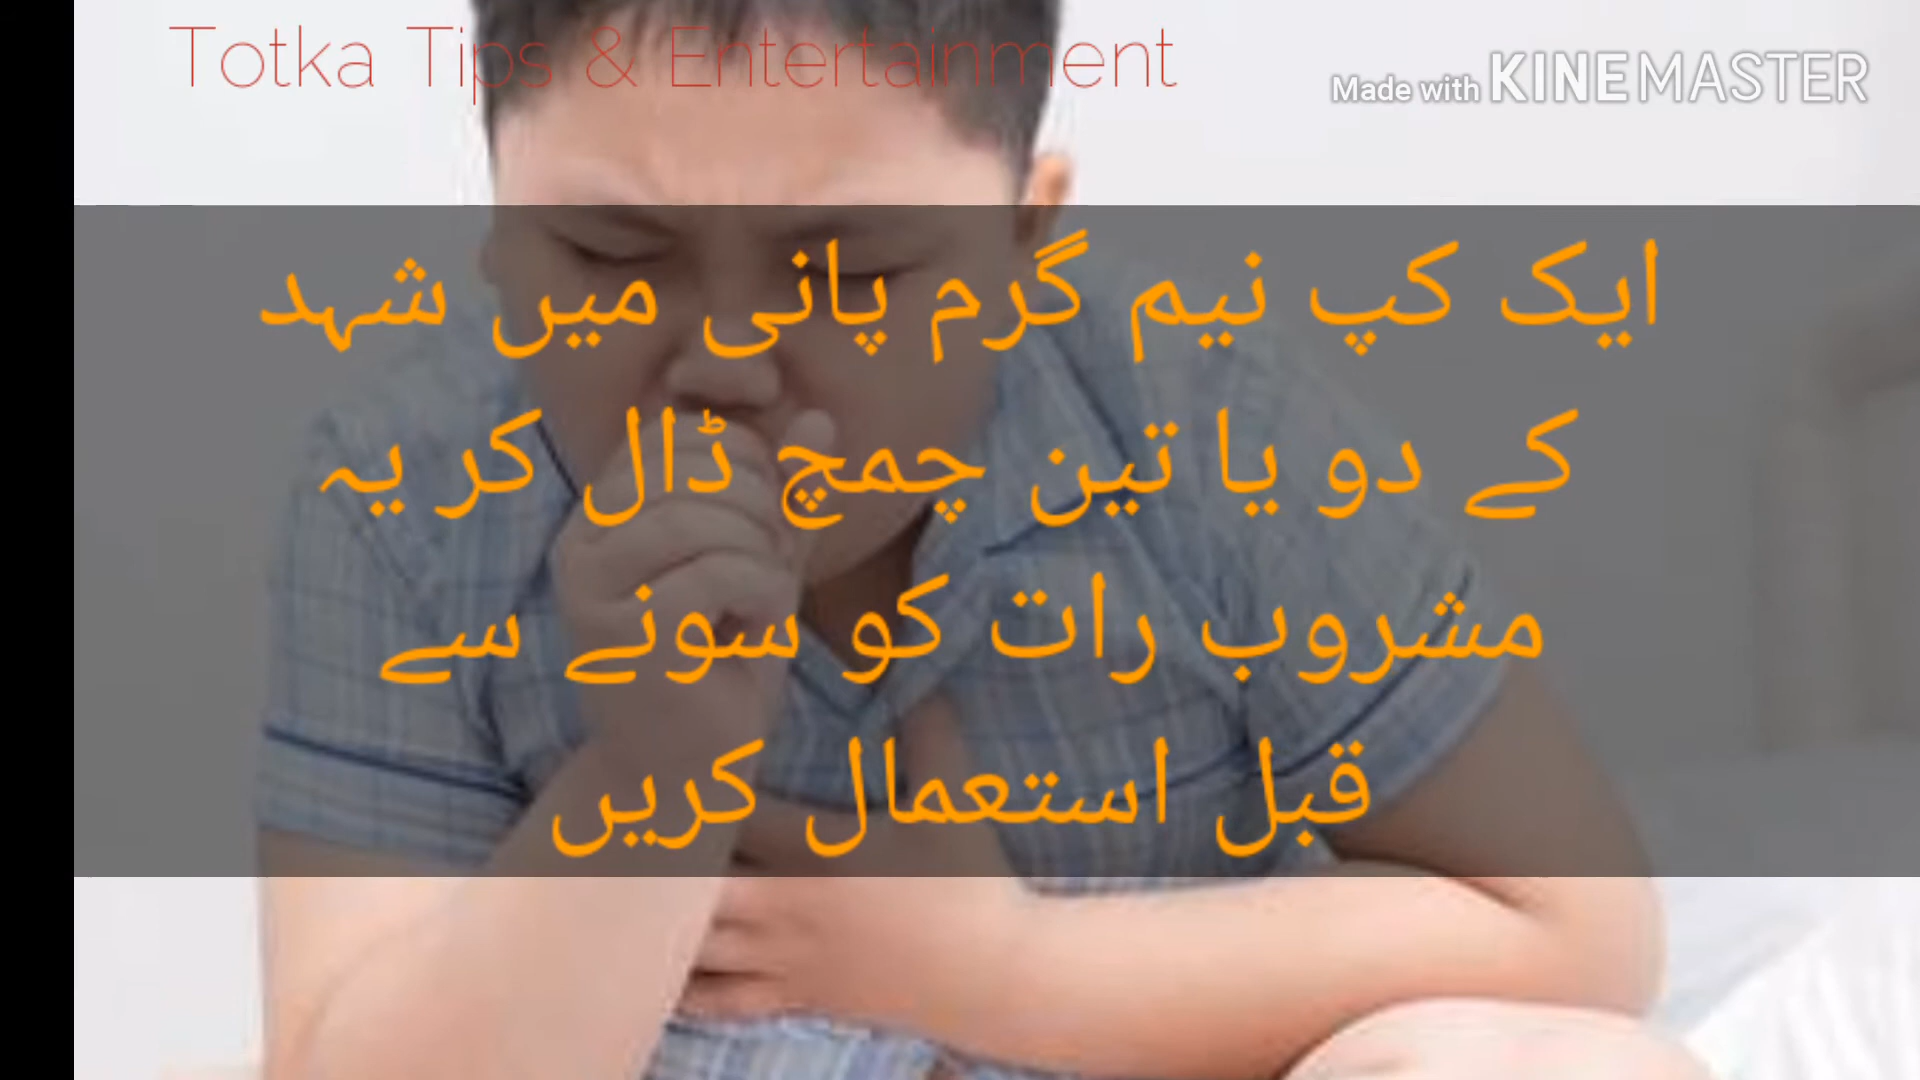 Totka Tips & Entertainment
Made with KINEMASTER
ایک کپ نیم گرم پانی میں شہد
کے دو یا تین چمچ ڈال کر یہ
مشروب رات کو سونے سے
قبل استعمال کریں